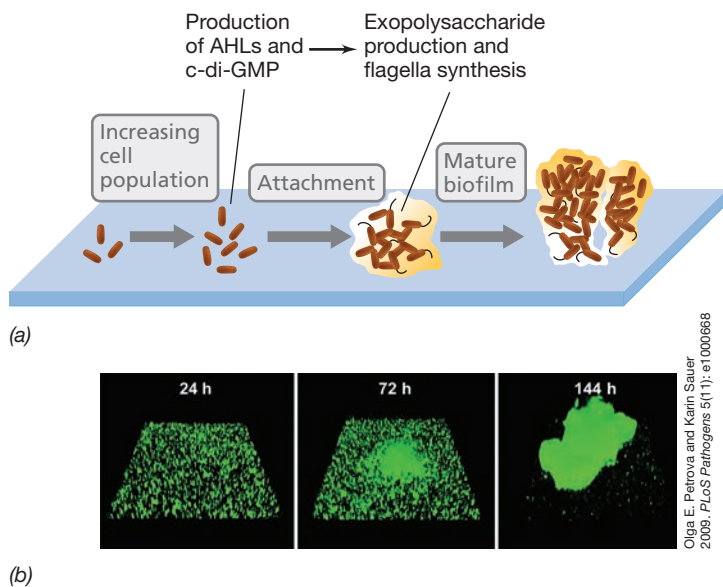 Production
of AHLs and
c-di-GMP
Exopolysaccharide
production and
flagella synthesis
Increasing
cell
population
Attachment
Mature
biofilm
(a)
24 h
72 h
144 h
Olga E. Petrova and Karin Sauer
2009. PLoS Pathogens 5(11): e1000668
(b)